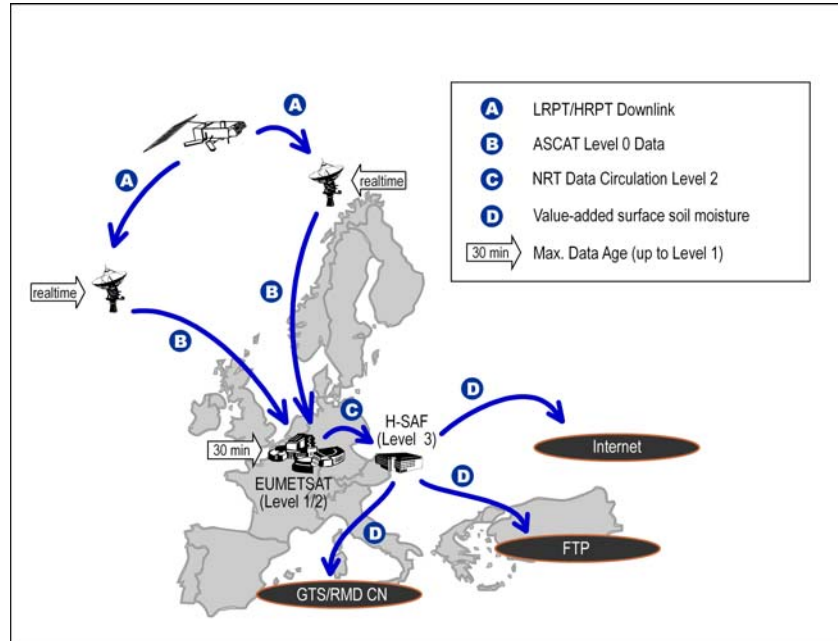 A
LRPT/HRPT Downlink
B
ASCAT Level 0 Data
C
NRT Data Circulation Level 2
D
Value-added surface soil moisture
30 min
Max. Data Age (up to Level 1)
A
A
realtime
realtime
B
B
C
H-SAF
(Level 3)
D
Internet
30 min
EUMETSAT
(Level 1/2)
D
FTP
D
GTS/RMD CN